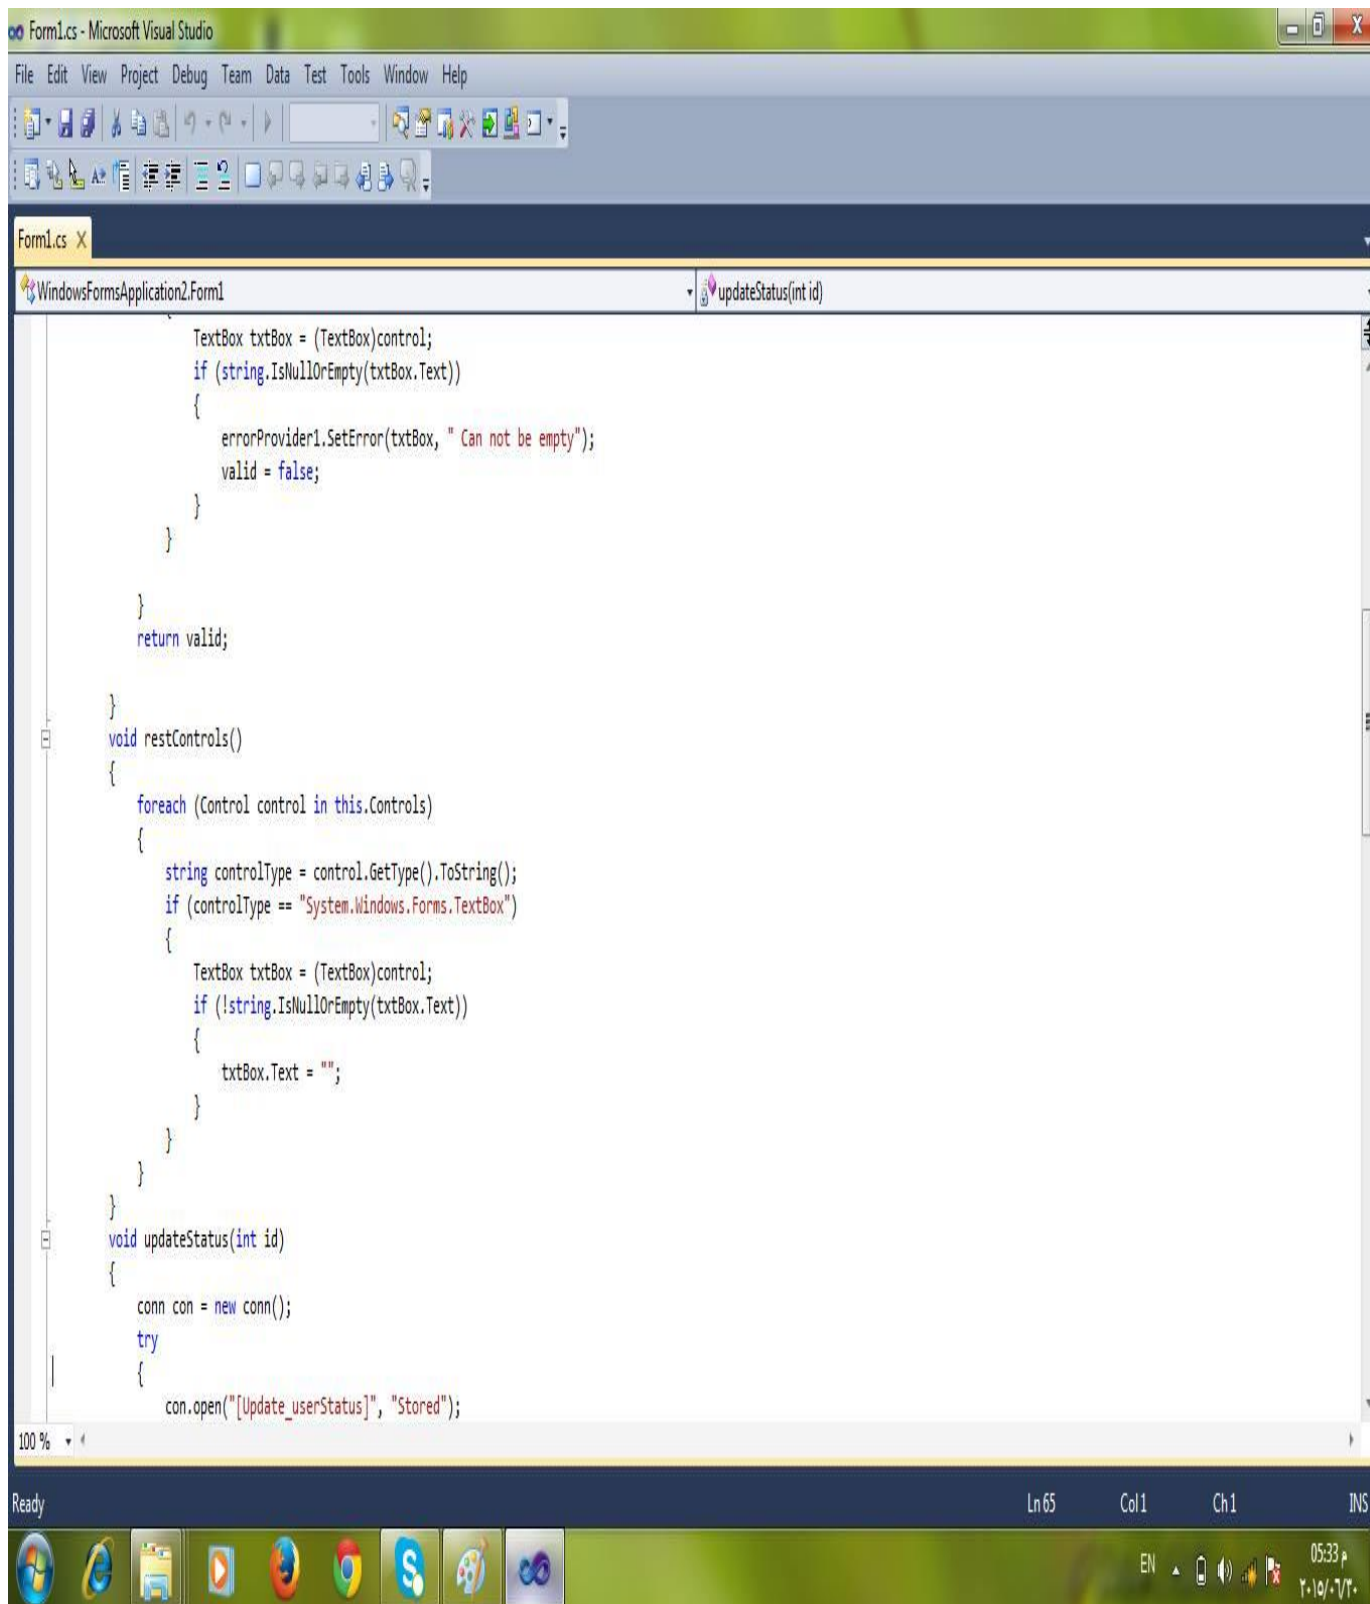 Form1.cs - Microsoft Visual Studio
File Edit View Project Debug Team Data Test Tools Window Help
Form1.cs X
WindowsFormsApplication2.Form1 updateStatus(int id)
{
TextBox txtBox = (TextBox)control;
if (string.IsNullOrEmpty(txtBox.Text))
{
errorProvider1.SetError(txtBox, " Can not be empty");
valid = false;
}
}
}
return valid;
}
void restControls()
{
foreach (Control control in this.Controls)
{
string controlType = control.GetType().ToString();
if (controlType == "System.Windows.Forms.TextBox")
{
TextBox txtBox = (TextBox)control;
if (!string.IsNullOrEmpty(txtBox.Text))
{
txtBox.Text = "";
}
}
}
}
void updateStatus(int id)
{
conn con = new conn();
try
{
con.open("[Update_userStatus]", "Stored");
100 %
Ready Ln 65 Col 1 Ch 1 INS
EN 05:33 م
٢٠١٥/٠٦/٢٠